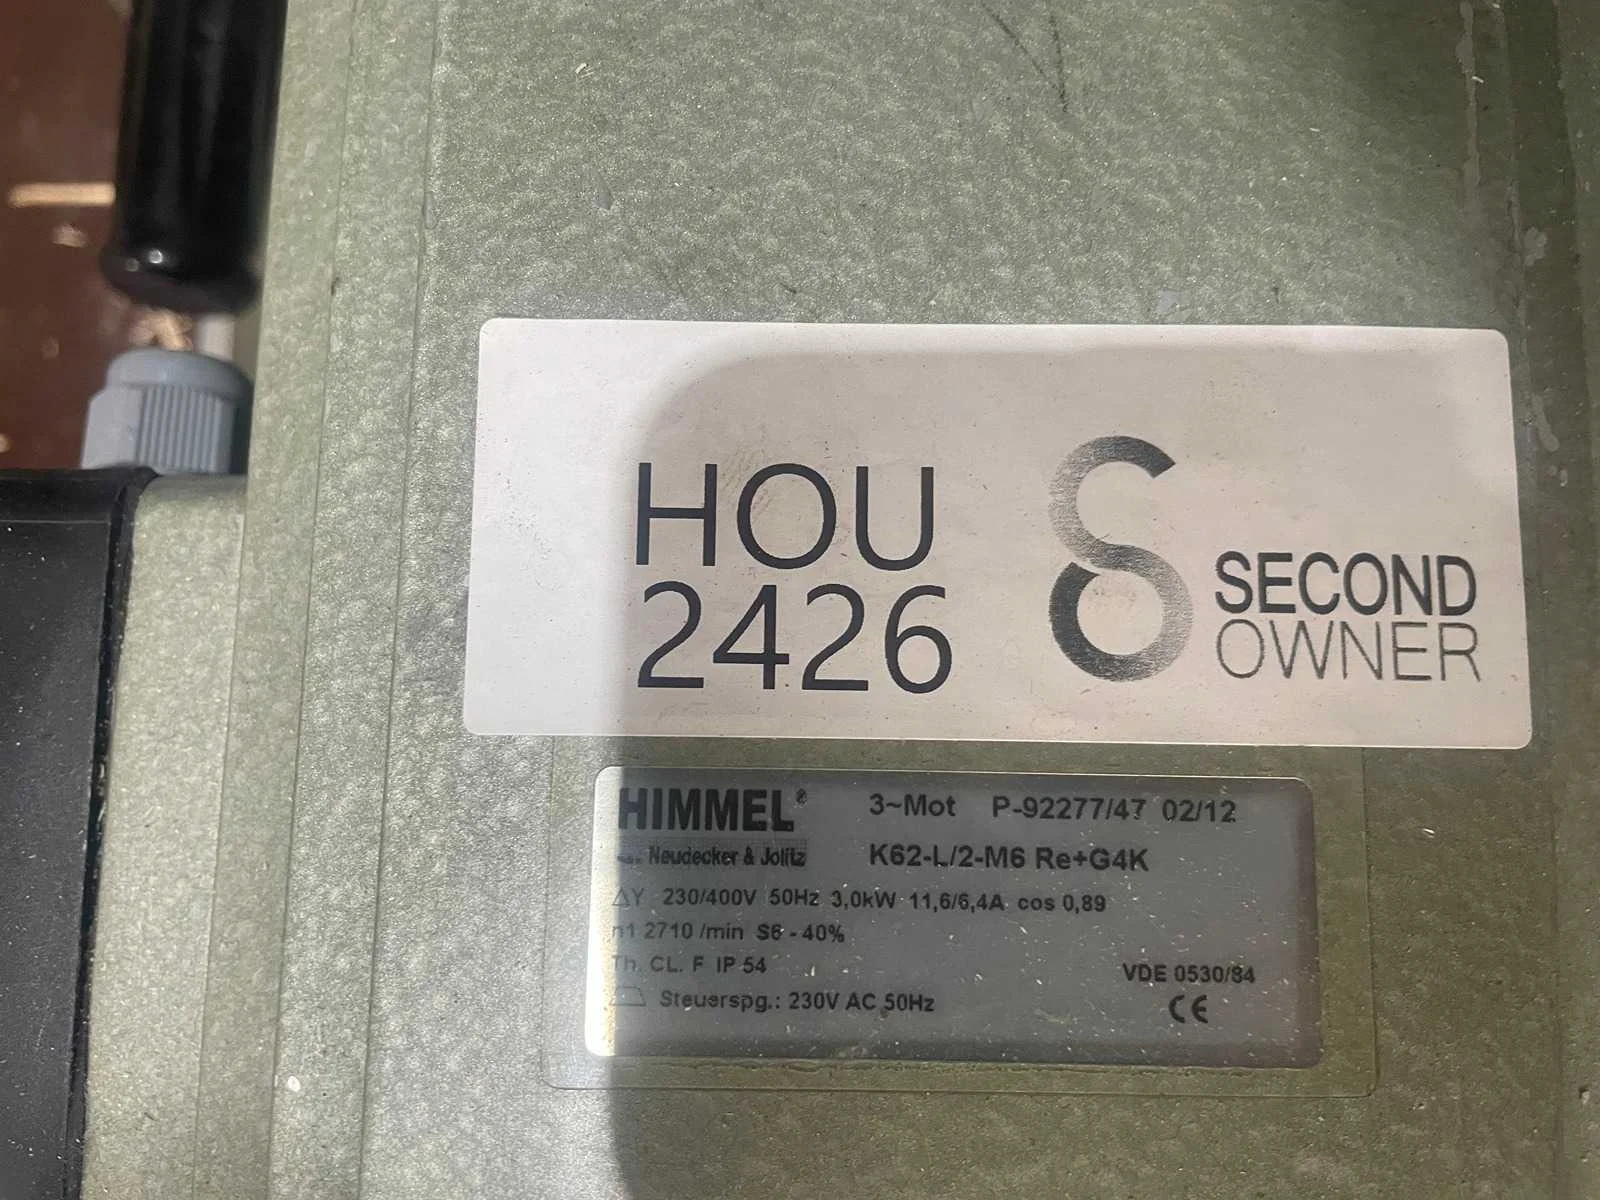 HOU
2426
SECOND
OWNER
HIMMEL®
Neudecker & Jolitz
3~Mot P-92277/47 02/12
K62-L/2-M6 Re+G4K
△Y 230/400V 50Hz 3,0kW 11,6/6,4A cos 0,89
n1 2710 /min S6 - 40%
Th. CL. F IP 54
VDE 0530/84
Steuerspg.: 230V AC 50Hz
CE